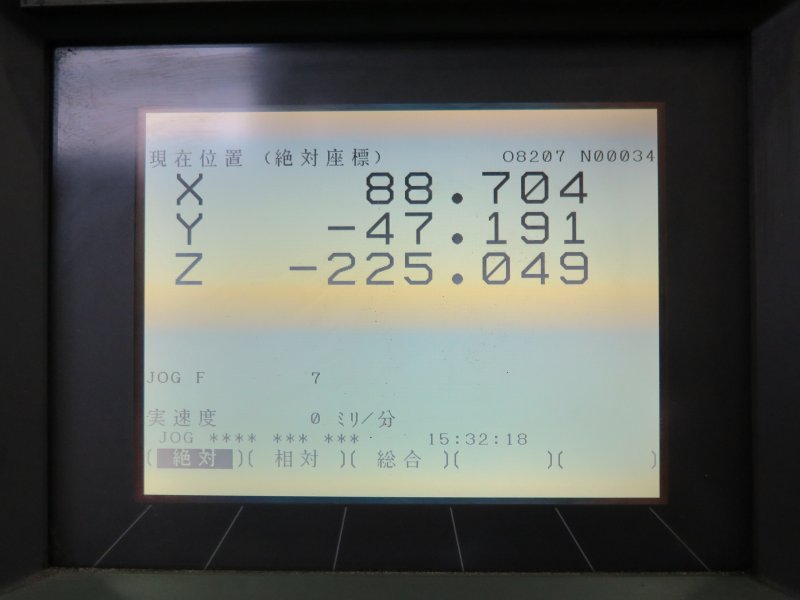 現在位置 (絶対座標) O8207 N00034
X 88.704
Y -47.191
Z -225.049
JOG F 7
実速度 0 ミリ/分
JOG **** *** *** 15:32:18
( 絶対 )( 相対 )( 総合 )( )( )